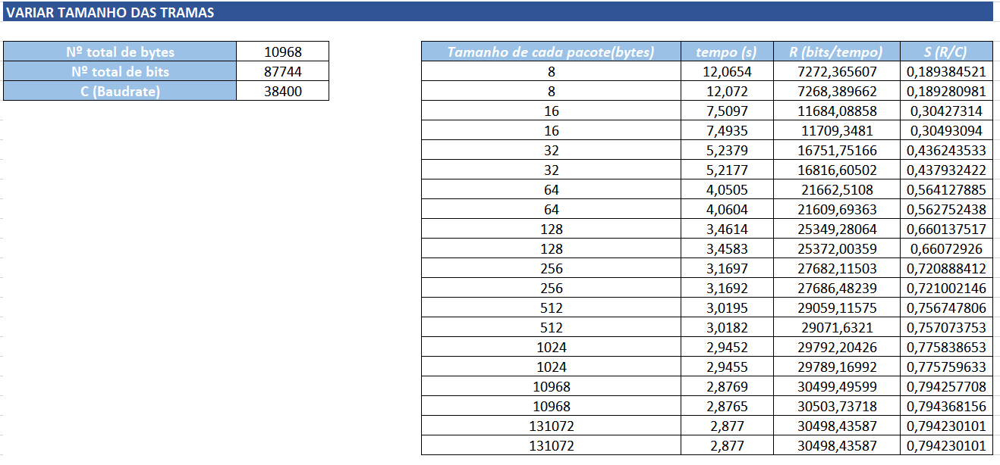 VARIAR TAMANHO DAS TRAMAS
Nº total de bytes 10968
Nº total de bits 87744
C (Baudrate) 38400
Tamanho de cada pacote(bytes) tempo (s) R (bits/tempo) S (R/C)
8 12,0654 7272,365607 0,189384521
8 12,072 7268,389662 0,189280981
16 7,5097 11684,08858 0,30427314
16 7,4935 11709,3481 0,30493094
32 5,2379 16751,75166 0,436243533
32 5,2177 16816,60502 0,437932422
64 4,0505 21662,5108 0,564127885
64 4,0604 21609,69363 0,562752438
128 3,4614 25349,28064 0,660137517
128 3,4583 25372,00359 0,66072926
256 3,1697 27682,11503 0,720888412
256 3,1692 27686,48239 0,721002146
512 3,0195 29059,11575 0,756747806
512 3,0182 29071,6321 0,757073753
1024 2,9452 29792,20426 0,775838653
1024 2,9455 29789,16992 0,775759633
10968 2,8769 30499,49599 0,794257708
10968 2,8765 30503,73718 0,794368156
131072 2,877 30498,43587 0,794230101
131072 2,877 30498,43587 0,794230101